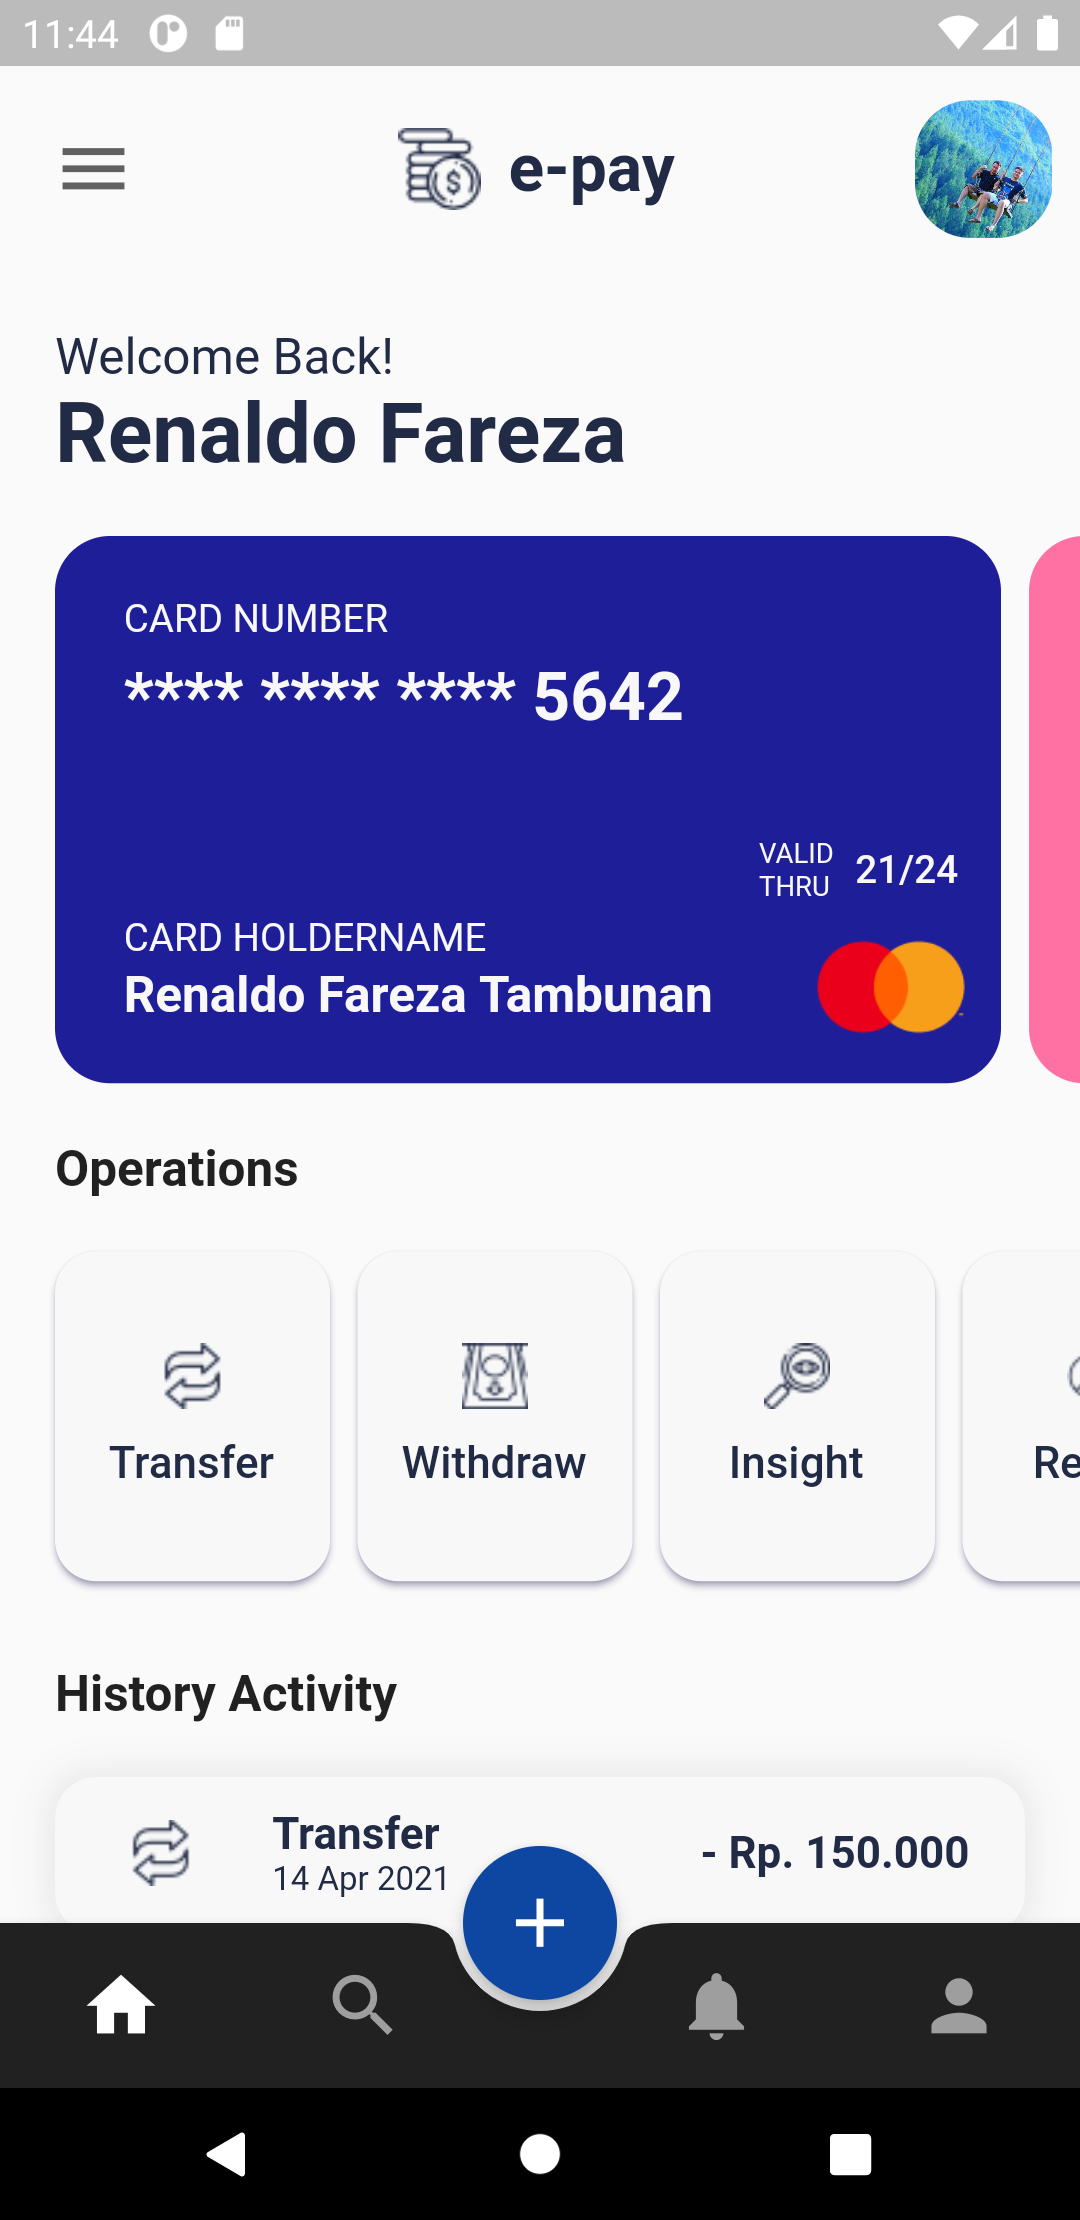 11:44
e-pay
Welcome Back!
Renaldo Fareza
CARD NUMBER
**** **** **** 5642
VALID
THRU
21/24
CARD HOLDERNAME
Renaldo Fareza Tambunan
Operations
Transfer
Withdraw
Insight
Re
History Activity
Transfer
14 Apr 2021
- Rp. 150.000